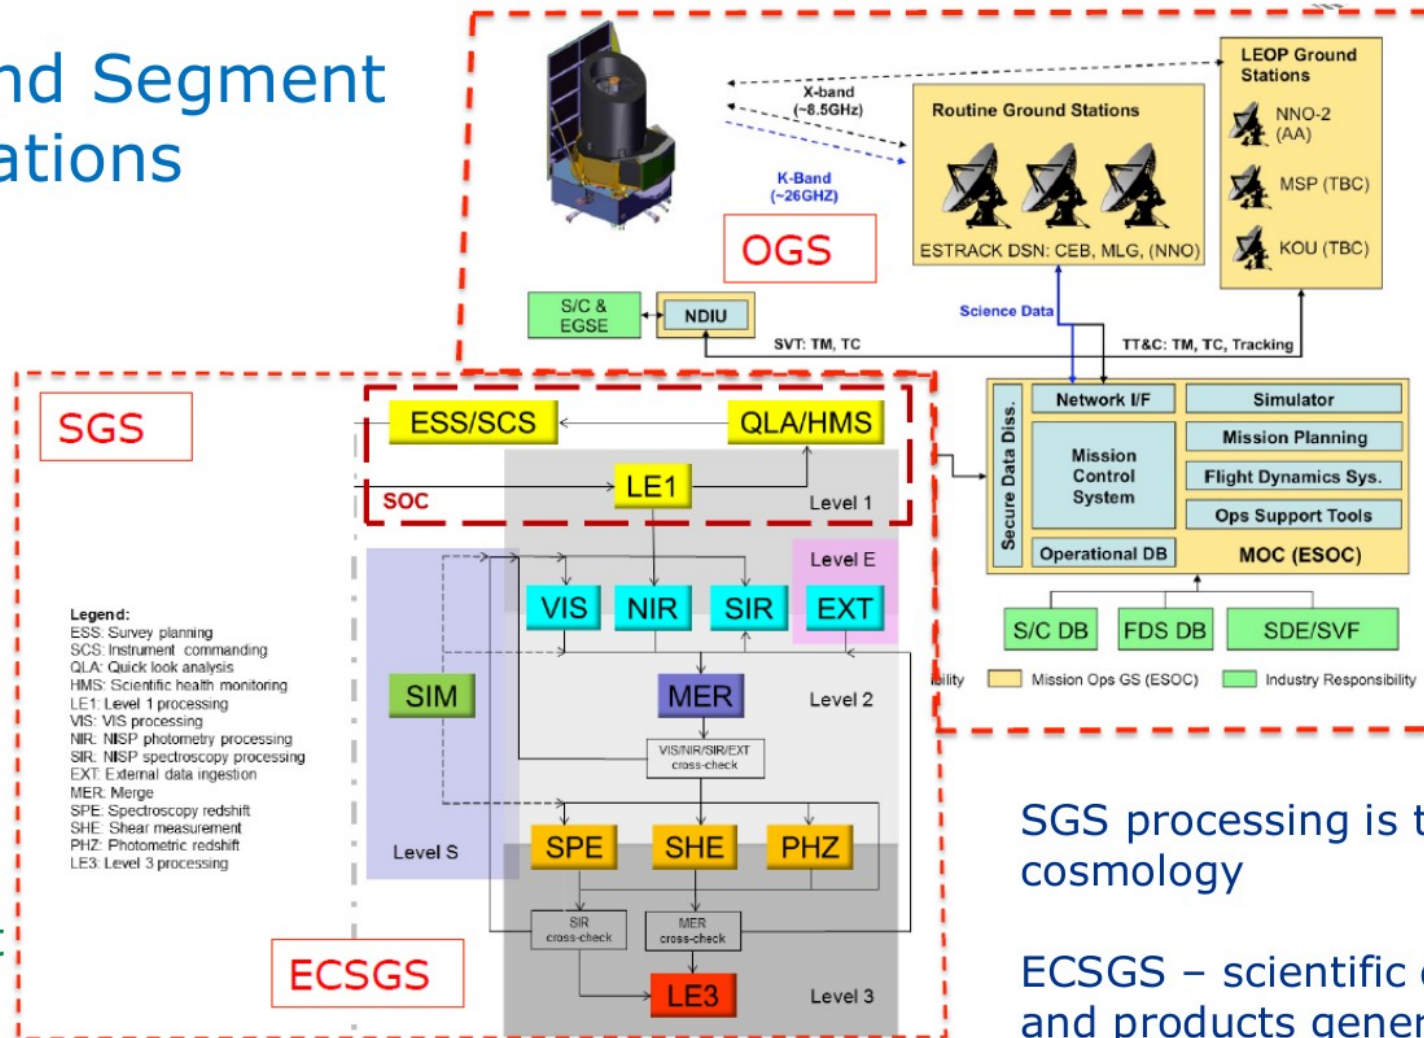 nd Segment
ations
X-band
(~8.5GHz)
K-Band
(~26GHZ)
OGS
Routine Ground Stations
ESTRACK DSN: CEB, MLG, (NNO)
LEOP Ground
Stations
NNO-2
(AA)
MSP (TBC)
KOU (TBC)
S/C &
EGSE
NDIU
Science Data
SVT: TM, TC
TT&C: TM, TC, Tracking
Secure Data Diss.
Network I/F
Mission
Control
System
Operational DB
Simulator
Mission Planning
Flight Dynamics Sys.
Ops Support Tools
MOC (ESOC)
S/C DB
FDS DB
SDE/SVF
ility
Mission Ops GS (ESOC)
Industry Responsibility
SGS
ESS/SCS
QLA/HMS
SOC
LE1
Level 1
Level E
VIS
NIR
SIR
EXT
SIM
MER
Level 2
VIS/NIR/SIR/EXT
cross-check
Level S
SPE
SHE
PHZ
SIR
cross-check
MER
cross-check
LE3
Level 3
Legend:
ESS: Survey planning
SCS: Instrument commanding
QLA: Quick look analysis
HMS: Scientific health monitoring
LE1: Level 1 processing
VIS: VIS processing
NIR: NISP photometry processing
SIR: NISP spectroscopy processing
EXT: External data ingestion
MER: Merge
SPE: Spectroscopy redshift
SHE: Shear measurement
PHZ: Photometric redshift
LE3: Level 3 processing
t
ECSGS
SGS processing is t
cosmology
ECSGS – scientific
and products gener